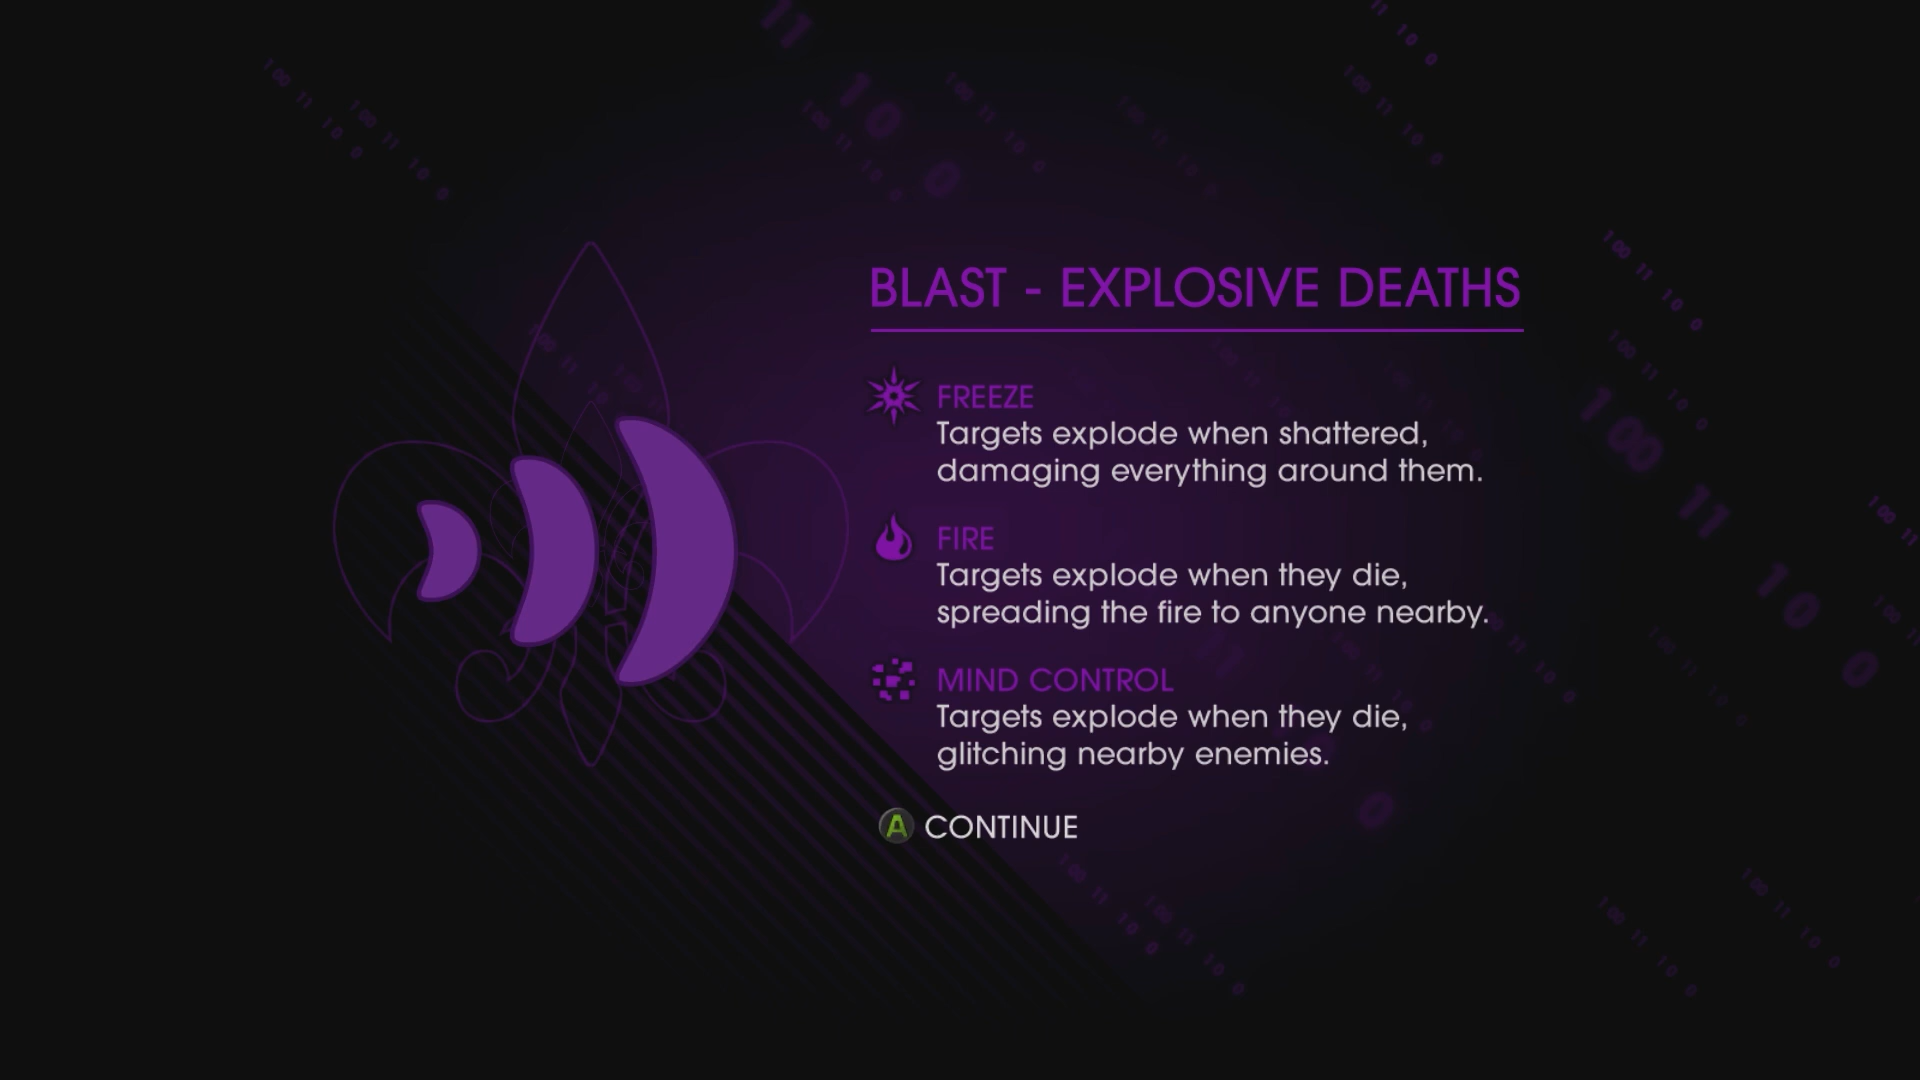 BLAST - EXPLOSIVE DEATHS
FREEZE
Targets explode when shattered,
damaging everything around them.
FIRE
Targets explode when they die,
spreading the fire to anyone nearby.
MIND CONTROL
Targets explode when they die,
glitching nearby enemies.
A CONTINUE